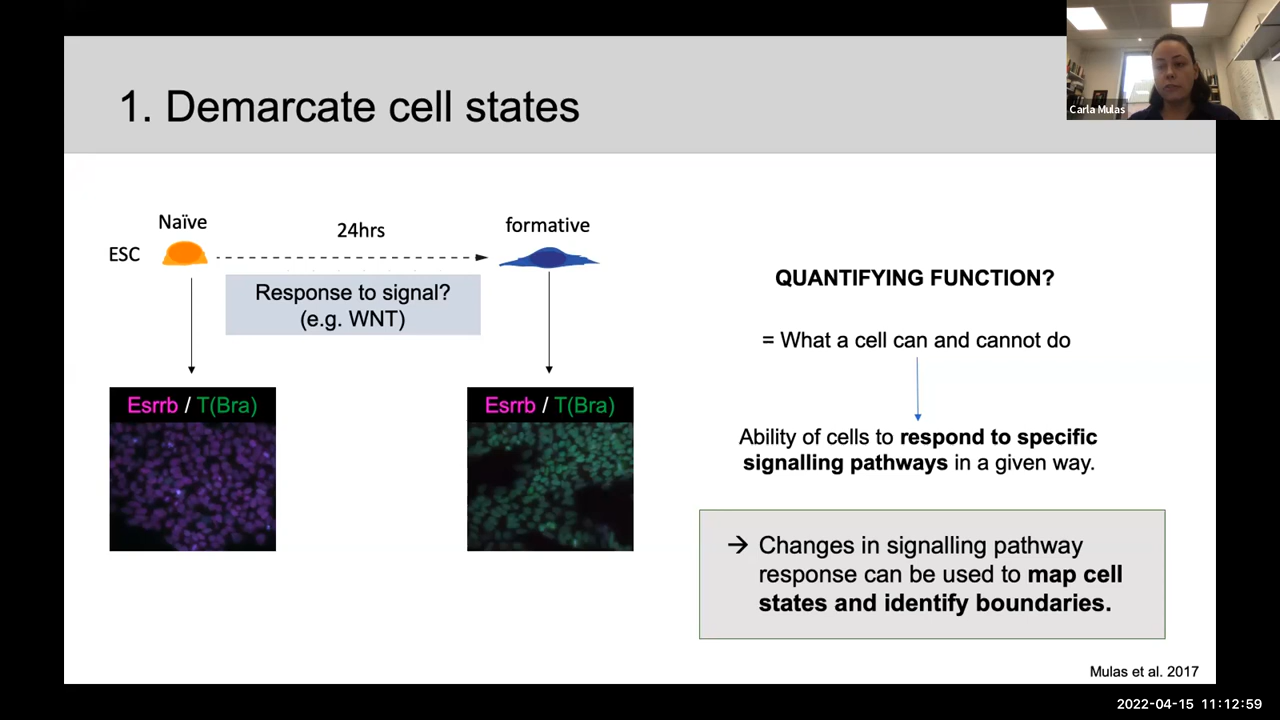 Carla Mulas
1. Demarcate cell states
Naïve
24hrs
formative
ESC
Response to signal?
(e.g. WNT)
Esrrb / T(Bra)
Esrrb / T(Bra)
QUANTIFYING FUNCTION?
= What a cell can and cannot do
Ability of cells to respond to specific
signalling pathways in a given way.
→ Changes in signalling pathway
response can be used to map cell
states and identify boundaries.
Mulas et al. 2017
2022-04-15 11:12:59